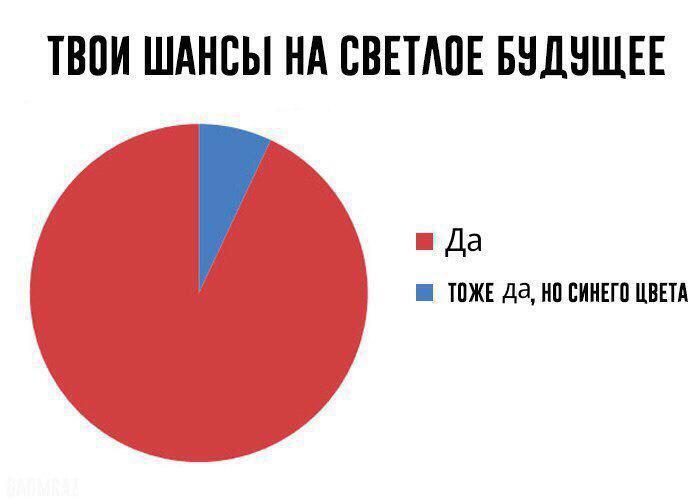 ТВОИ ШАНСЫ НА СВЕТЛОЕ БУДУЩЕЕ
Да
ТОЖЕ да, НО СИНЕГО ЦВЕТА